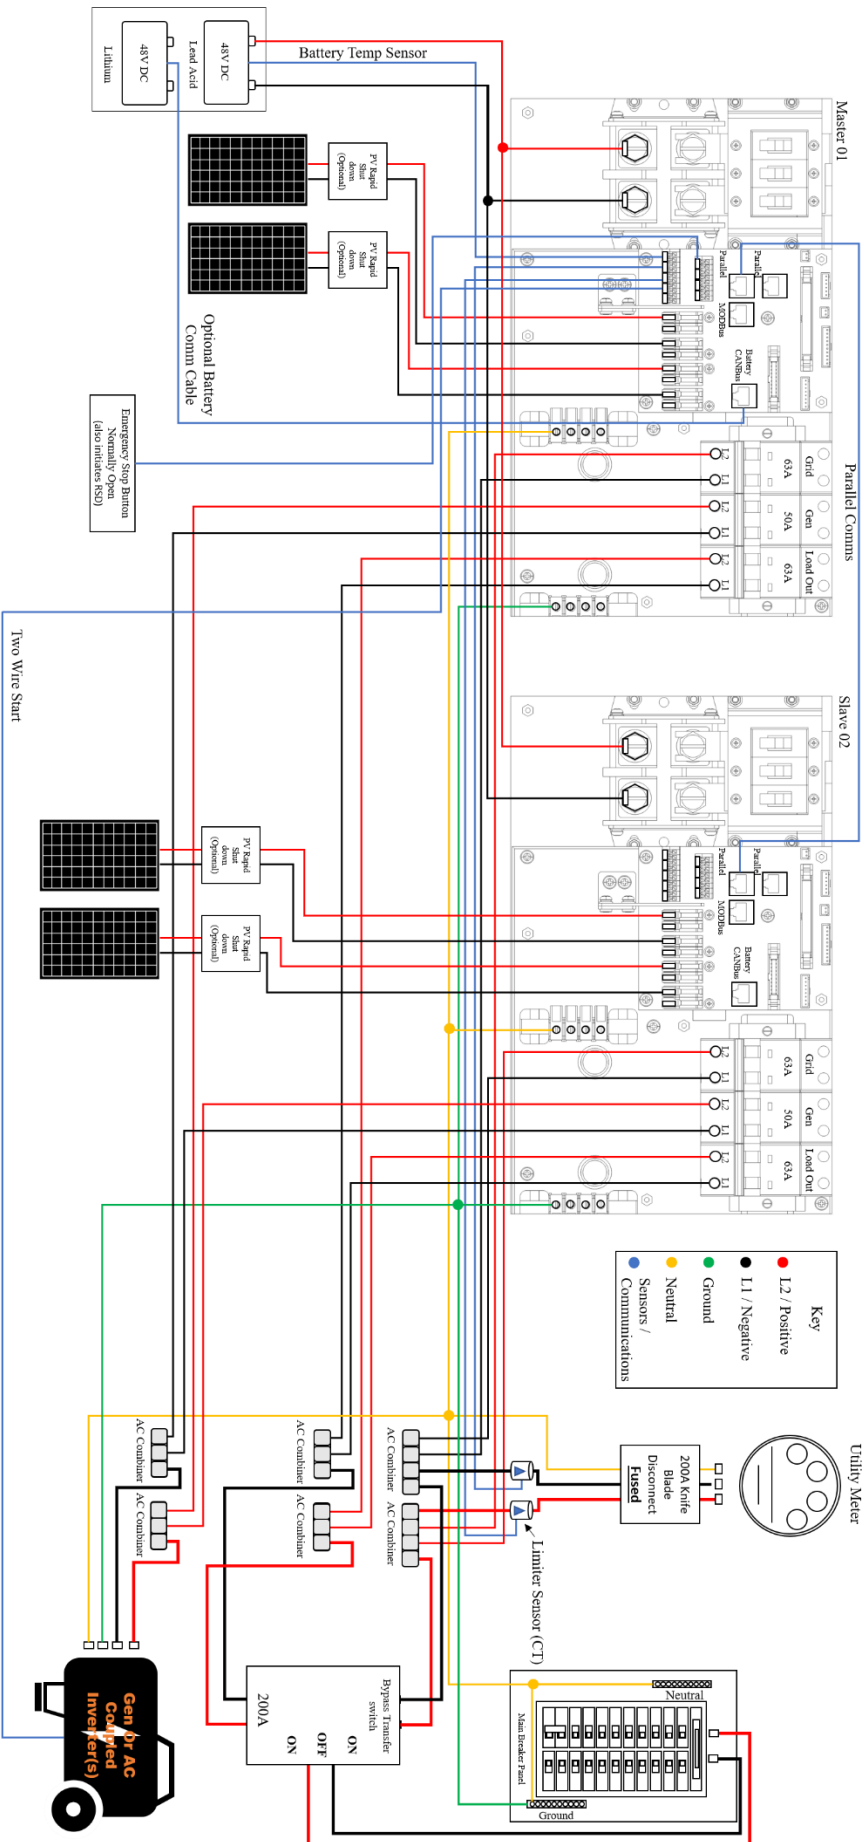 48V DC
Lithium
48V DC
Lead Acid
Battery Temp Sensor
Master 01
PV Rapid
Shut
down
(Optional)
PV Rapid
Shut
down
(Optional)
Parallel
Parallel
MODBus
Battery
CANBus
Optional Battery
Comm Cable
Emergency Stop Button
Normally Open
(also initiates RSD)
L2
L1
L2
L1
L2
L1
63A
50A
63A
Grid
Gen
Load Out
Parallel Comms
Two Wire Start
Slave 02
PV Rapid
Shut
down
(Optional)
PV Rapid
Shut
down
(Optional)
Parallel
Parallel
MODBus
Battery
CANBus
L2
L1
L2
L1
L2
L1
63A
50A
63A
Grid
Gen
Load Out
Key
L2 / Positive
L1 / Negative
Ground
Neutral
Sensors /
Communications
Utility Meter
200A Knife
Blade
Disconnect
Fused
Limiter Sensor (CT)
AC Combiner
AC Combiner
AC Combiner
AC Combiner
AC Combiner
AC Combiner
Bypass Transfer
switch
200A
ON
OFF
ON
Neutral
Main Breaker Panel
Ground
Gen Or AC
Coupled
Inverter(s)